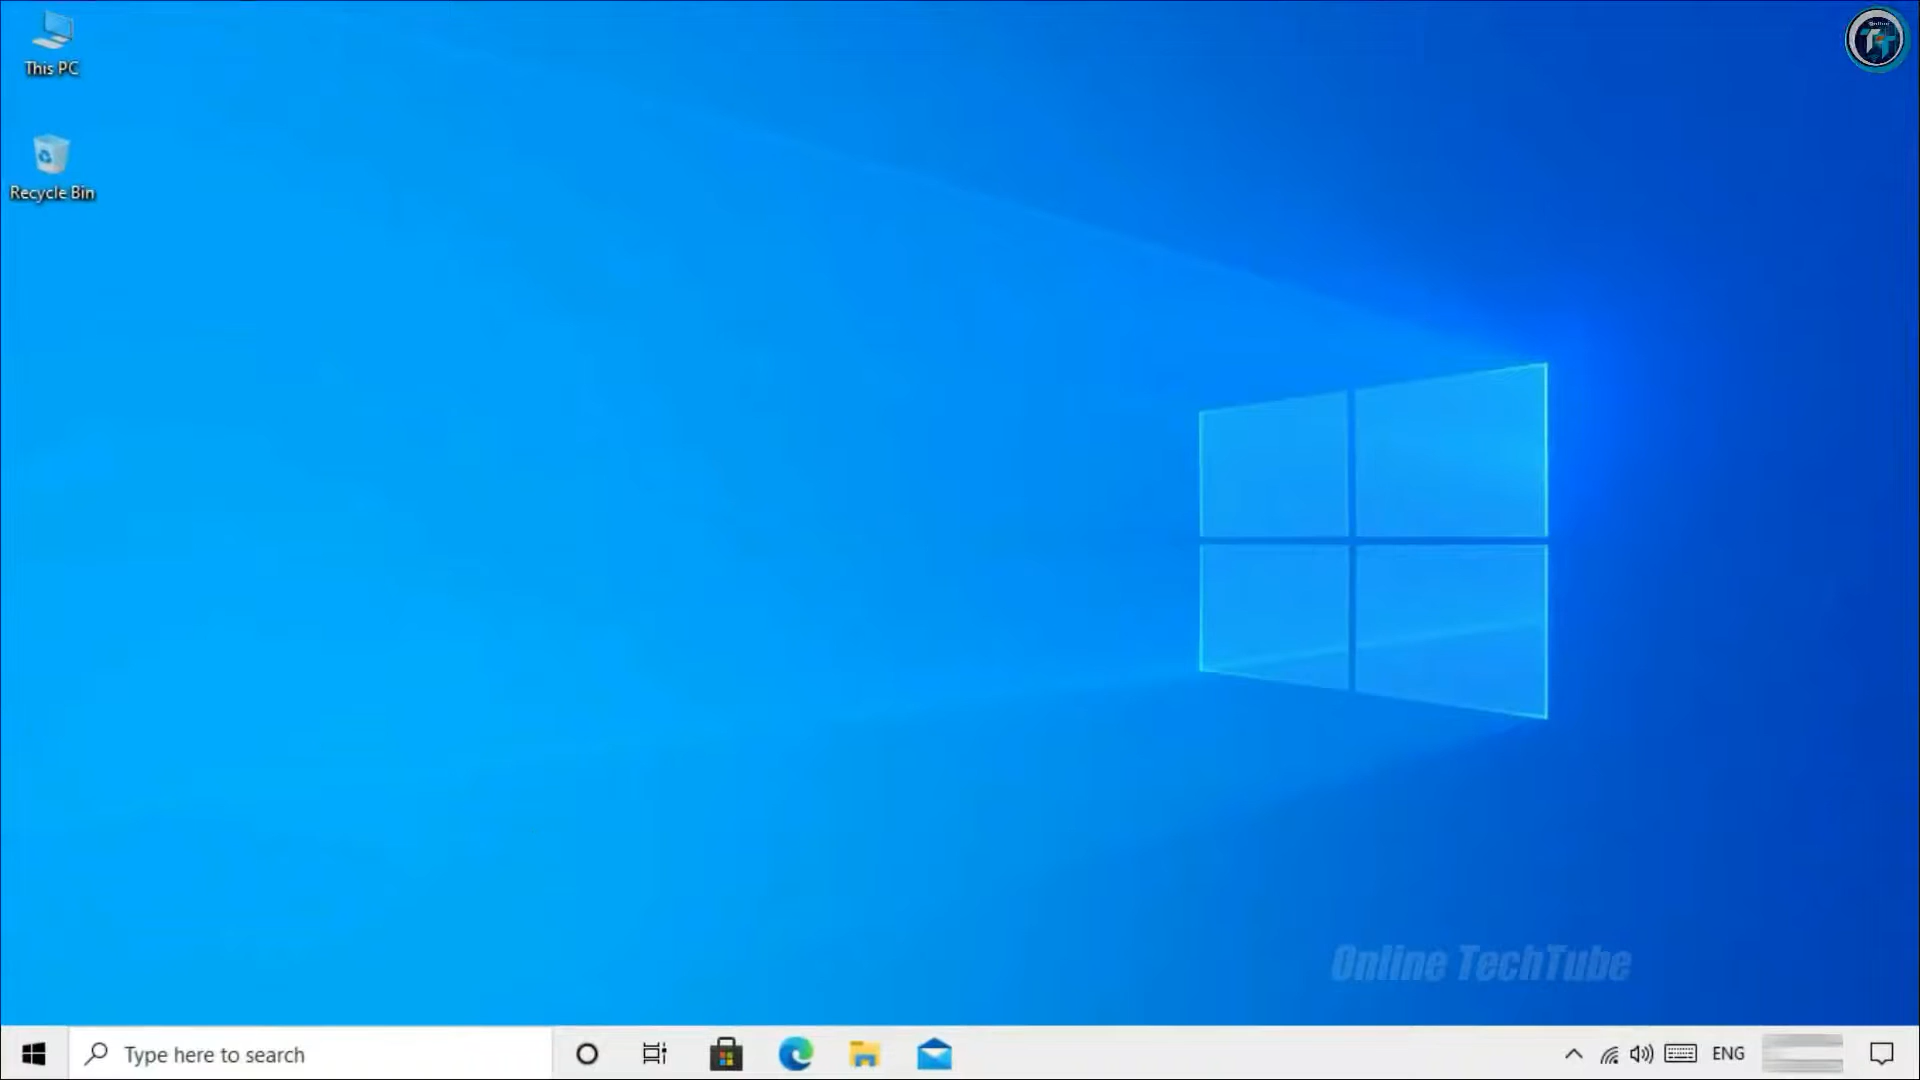 This PC
Recycle Bin
Online TechTube
Type here to search
ENG